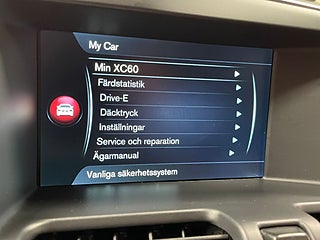 My Car
Min XC60
Färdstatistik
Drive-E
Däcktryck
Inställningar
Service och reparation
Ägarmanual
Vanliga säkerhetssystem